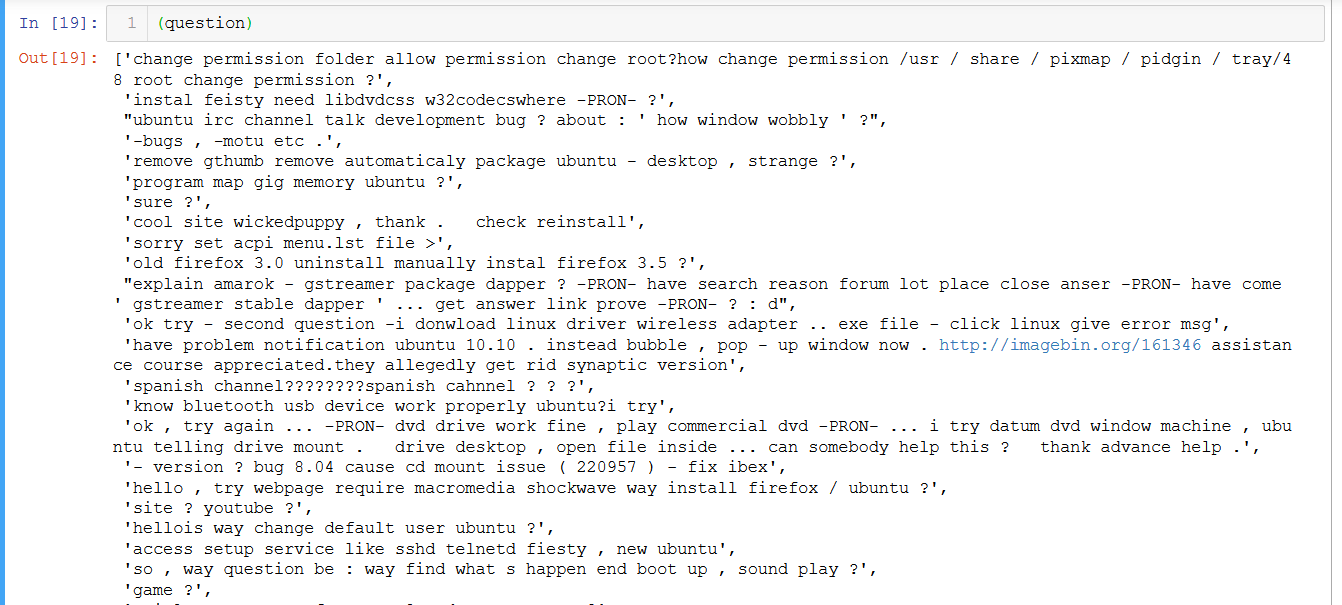 In [19]: 1 (question)
Out[19]: ['change permission folder allow permission change root?how change permission /usr / share / pixmap / pidgin / tray/4
8 root change permission ?',
'instal feisty need libdvdcss w32codecswhere -PRON- ?',
"ubuntu irc channel talk development bug ? about : ' how window wobbly ' ?",
'-bugs , -motu etc .',
'remove gthumb remove automaticaly package ubuntu - desktop , strange ?',
'program map gig memory ubuntu ?',
'sure ?',
'cool site wickedpuppy , thank .   check reinstall',
'sorry set acpi menu.lst file >',
'old firefox 3.0 uninstall manually instal firefox 3.5 ?',
"explain amarok - gstreamer package dapper ? -PRON- have search reason forum lot place close anser -PRON- have come
' gstreamer stable dapper ' ... get answer link prove -PRON- ? : d",
'ok try - second question -i donwload linux driver wireless adapter .. exe file - click linux give error msg',
'have problem notification ubuntu 10.10 . instead bubble , pop - up window now . http://imagebin.org/161346 assistan
ce course appreciated.they allegedly get rid synaptic version',
'spanish channel????????spanish cahnnel ? ? ?',
'know bluetooth usb device work properly ubuntu?i try',
'ok , try again ... -PRON- dvd drive work fine , play commercial dvd -PRON- ... i try datum dvd window machine , ubu
ntu telling drive mount .   drive desktop , open file inside ... can somebody help this ?   thank advance help .',
'- version ? bug 8.04 cause cd mount issue ( 220957 ) - fix ibex',
'hello , try webpage require macromedia shockwave way install firefox / ubuntu ?',
'site ? youtube ?',
'hellois way change default user ubuntu ?',
'access setup service like sshd telnetd fiesty , new ubuntu',
'so , way question be : way find what s happen end boot up , sound play ?',
'game ?',